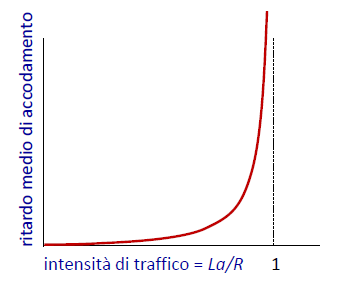 ritardo medio di accodamento
intensità di traffico = La/R
1